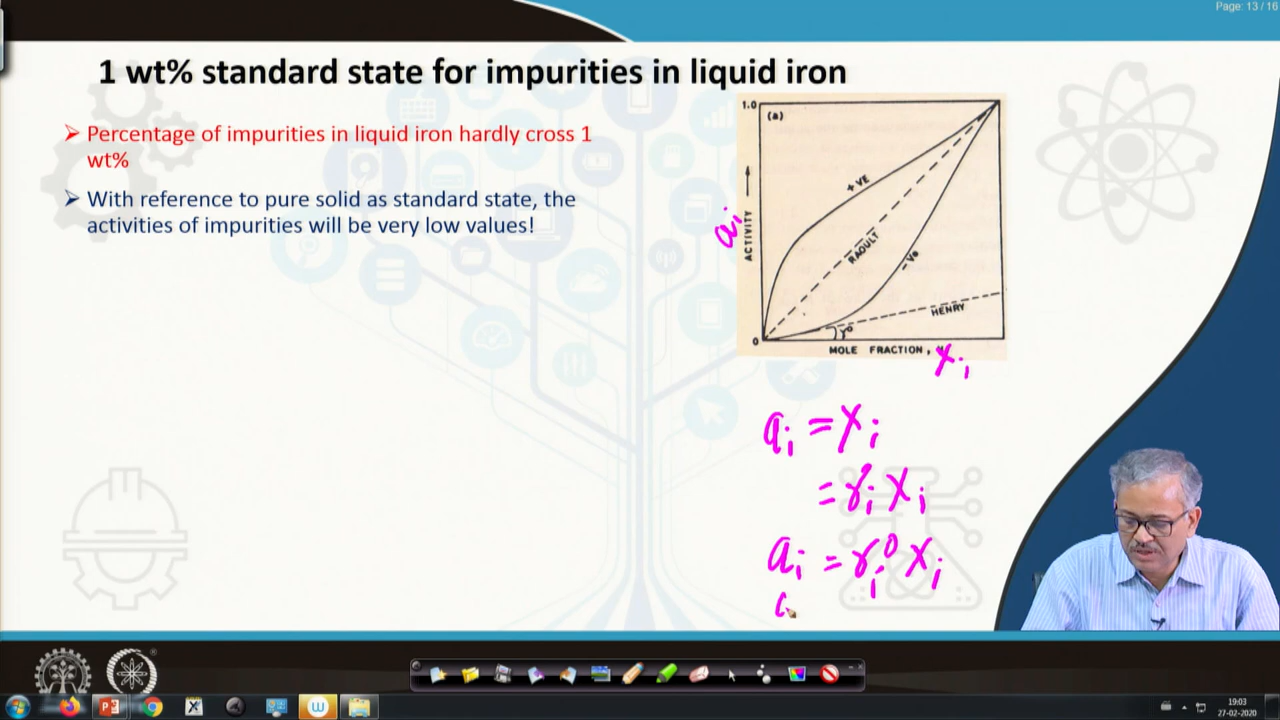 Page: 13 / 16
1 wt% standard state for impurities in liquid iron
Percentage of impurities in liquid iron hardly cross 1
wt%
With reference to pure solid as standard state, the
activities of impurities will be very low values!
1.0
(a)
+VE
RAOULT
-Ve
HENRY
γ°
ACTIVITY
aᵢ
0
MOLE FRACTION,
Xᵢ
aᵢ = Xᵢ
= γᵢ Xᵢ
aᵢ = γᵢ⁰ Xᵢ
19:03
27-02-2020